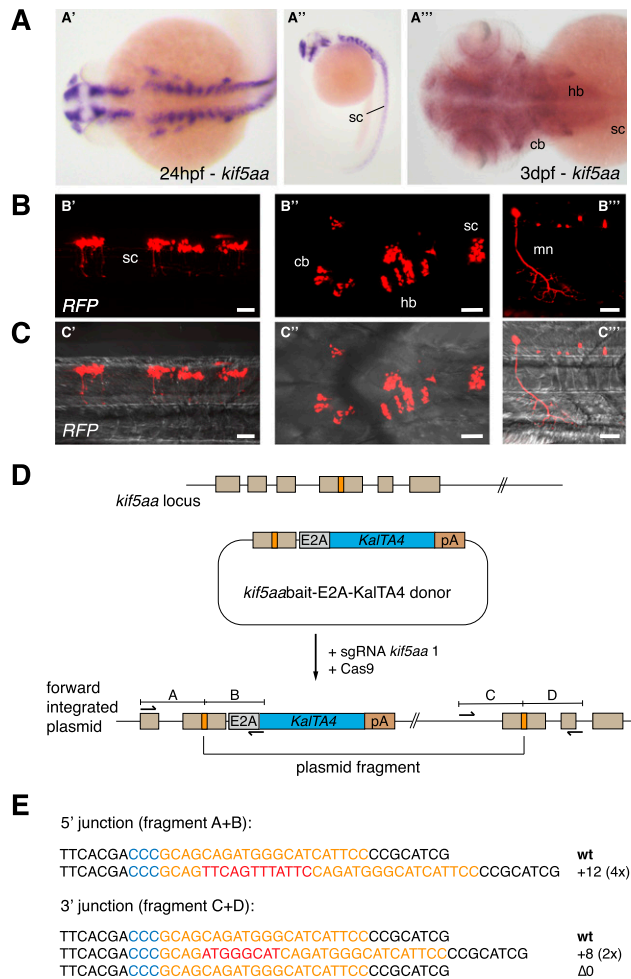 A
A'
A''
A'''
sc
hb
sc
cb
24hpf - kif5aa
3dpf - kif5aa
B
B'
B''
B'''
sc
sc
cb
mn
hb
RFP
C
C'
C''
C'''
RFP
D
kif5aa locus
//
E2A KalTA4 pA
kif5aabait-E2A-KalTA4 donor
+ sgRNA kif5aa 1
+ Cas9
forward
integrated
plasmid
A B C D
E2A KalTA4 pA //
plasmid fragment
E
5' junction (fragment A+B):
TTCACGACCCGCAGCAGATGGGCATCATTCCCCGCATCG wt
TTCACGACCCGCAGTTCAGTTTATTCCAGATGGGCATCATTCCCCGCATCG +12 (4x)
3' junction (fragment C+D):
TTCACGACCCGCAGCAGATGGGCATCATTCCCCGCATCG wt
TTCACGACCCGCAGATGGGCATCAGATGGGCATCATTCCCCGCATCG +8 (2x)
TTCACGACCCGCAGCAGATGGGCATCATTCCCCGCATCG Δ0